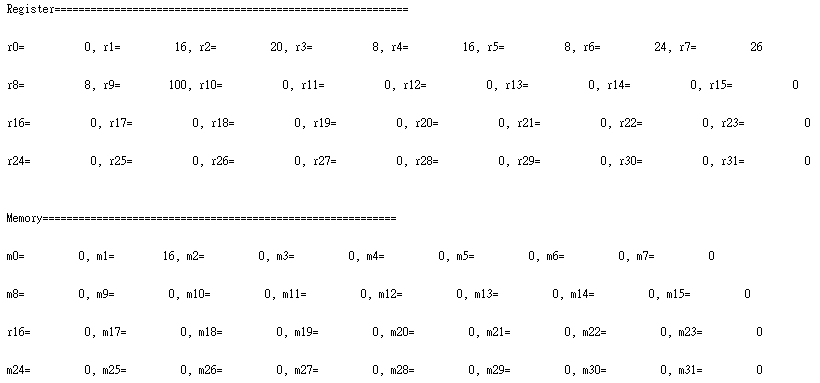 Register===========================================================
r0= 0, r1= 16, r2= 20, r3= 8, r4= 16, r5= 8, r6= 24, r7= 26
r8= 8, r9= 100, r10= 0, r11= 0, r12= 0, r13= 0, r14= 0, r15= 0
r16= 0, r17= 0, r18= 0, r19= 0, r20= 0, r21= 0, r22= 0, r23= 0
r24= 0, r25= 0, r26= 0, r27= 0, r28= 0, r29= 0, r30= 0, r31= 0
Memory===========================================================
m0= 0, m1= 16, m2= 0, m3= 0, m4= 0, m5= 0, m6= 0, m7= 0
m8= 0, m9= 0, m10= 0, m11= 0, m12= 0, m13= 0, m14= 0, m15= 0
r16= 0, m17= 0, m18= 0, m19= 0, m20= 0, m21= 0, m22= 0, m23= 0
m24= 0, m25= 0, m26= 0, m27= 0, m28= 0, m29= 0, m30= 0, m31= 0